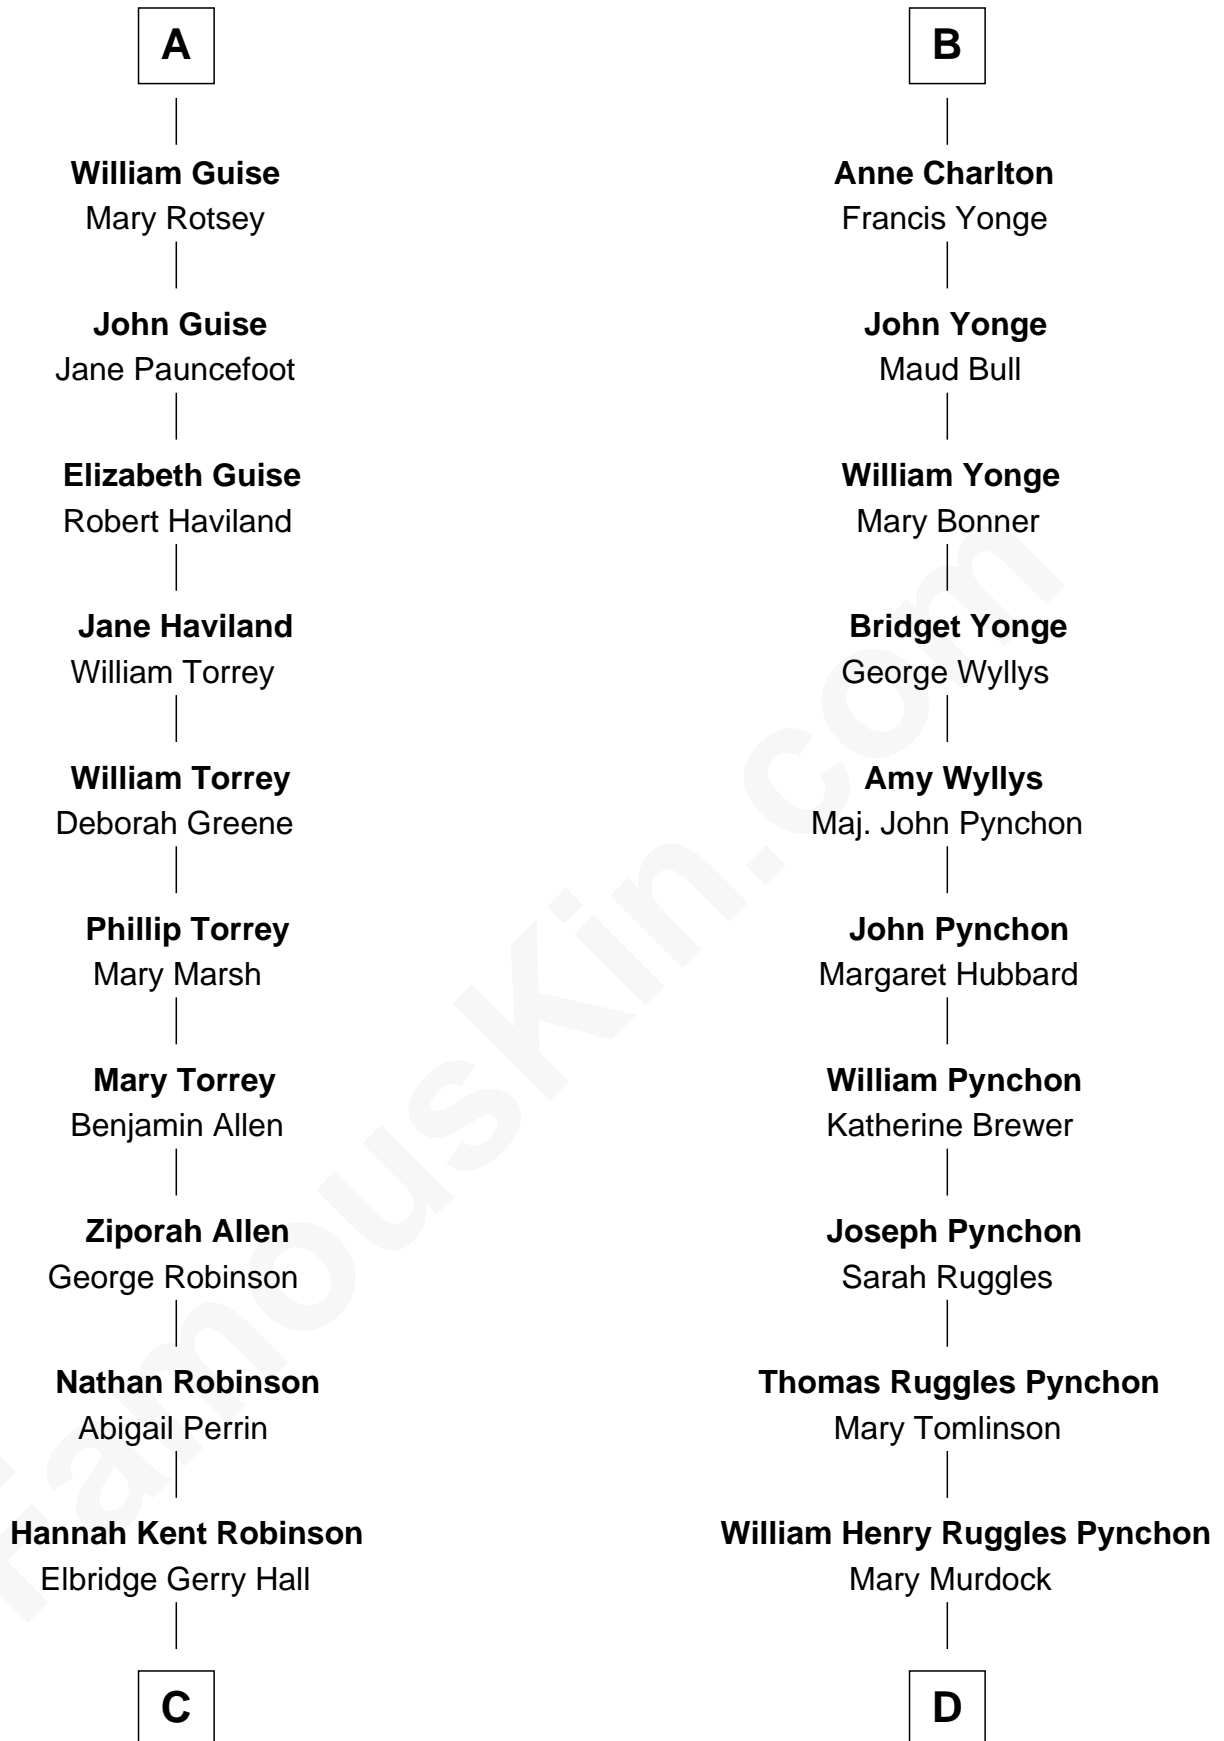 A
William Guise
Mary Rotsey
John Guise
Jane Pauncefoot
Elizabeth Guise
Robert Haviland
Jane Haviland
William Torrey
William Torrey
Deborah Greene
Phillip Torrey
Mary Marsh
Mary Torrey
Benjamin Allen
Ziporah Allen
George Robinson
Nathan Robinson
Abigail Perrin
Hannah Kent Robinson
Elbridge Gerry Hall
C
B
Anne Charlton
Francis Yonge
John Yonge
Maud Bull
William Yonge
Mary Bonner
Bridget Yonge
George Wyllys
Amy Wyllys
Maj. John Pynchon
John Pynchon
Margaret Hubbard
William Pynchon
Katherine Brewer
Joseph Pynchon
Sarah Ruggles
Thomas Ruggles Pynchon
Mary Tomlinson
William Henry Ruggles Pynchon
Mary Murdock
D
FamousKin.com